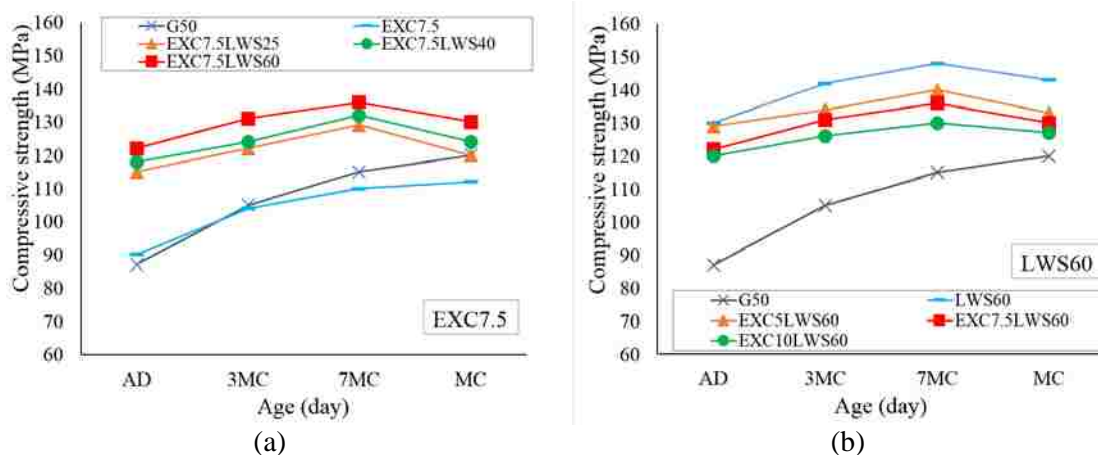 160
150
140
130
120
110
100
90
80
70
60
Compressive strength (MPa)
G50 EXC7.5
EXC7.5LWS25 EXC7.5LWS40
EXC7.5LWS60
EXC7.5
AD 3MC 7MC MC
Age (day)
(a)
160
150
140
130
120
110
100
90
80
70
60
Compressive strength (MPa)
LWS60
G50 LWS60
EXC5LWS60 EXC7.5LWS60
EXC10LWS60
AD 3MC 7MC MC
Age (day)
(b)